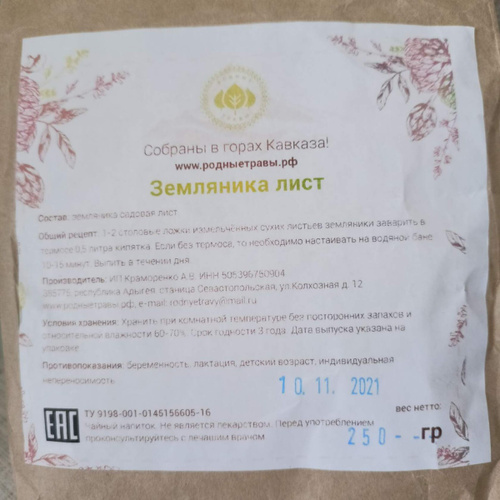 Собраны в горах Кавказа!
www.родныетравы.рф
Земляника лист
Состав: земляника садовая лист.
Общий рецепт: 1-2 столовые ложки измельчённых сухих листьев земляники заварить в
термосе 0,5 литра кипятка. Если без термоса, то необходимо настаивать на водяной бане
10-15 минут. Выпить в течении дня.
Производитель: ИП Краморенко А.В. ИНН 505396780904
385775, республика Адыгея, станица Севастопольская, ул.Колхозная д. 12
www.родныетравы.рф, e-mail: rodnyetravy@mail.ru
Условия хранения: Хранить при комнатной температуре без посторонних запахов и
относительной влажности 60-70%. Срок годности 3 года. Дата выпуска указана на
упаковке
Противопоказания: беременность, лактация, детский возраст, индивидуальная
непереносимость
10.11.2021
ТУ 9198-001-0145156605-16
Чайный напиток. Не является лекарством. Перед употреблением
проконсультируйтесь с лечащим врачом
вес нетто:
250--гр
EAC